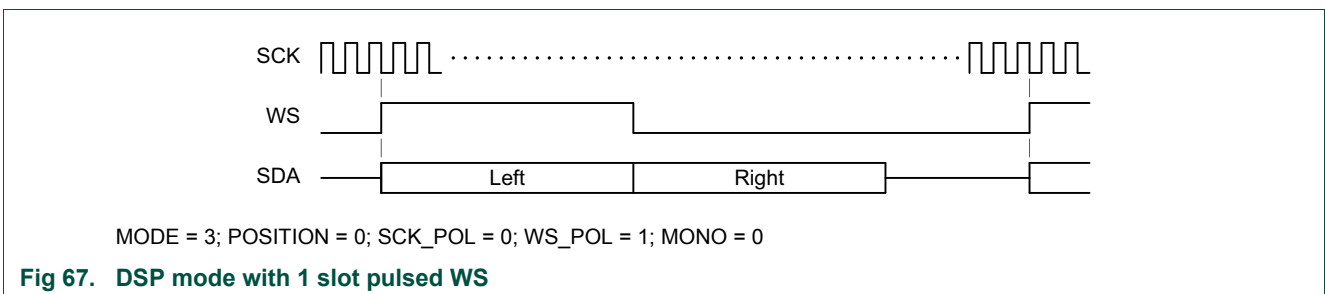 SCK
WS
SDA
Left Right
MODE = 3; POSITION = 0; SCK_POL = 0; WS_POL = 1; MONO = 0
Fig 67. DSP mode with 1 slot pulsed WS